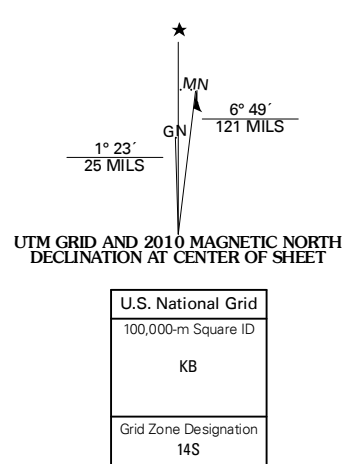 MN
6° 49´
121 MILS
GN
1° 23´
25 MILS
UTM GRID AND 2010 MAGNETIC NORTH
DECLINATION AT CENTER OF SHEET
U.S. National Grid
100,000-m Square ID
KB
Grid Zone Designation
14S